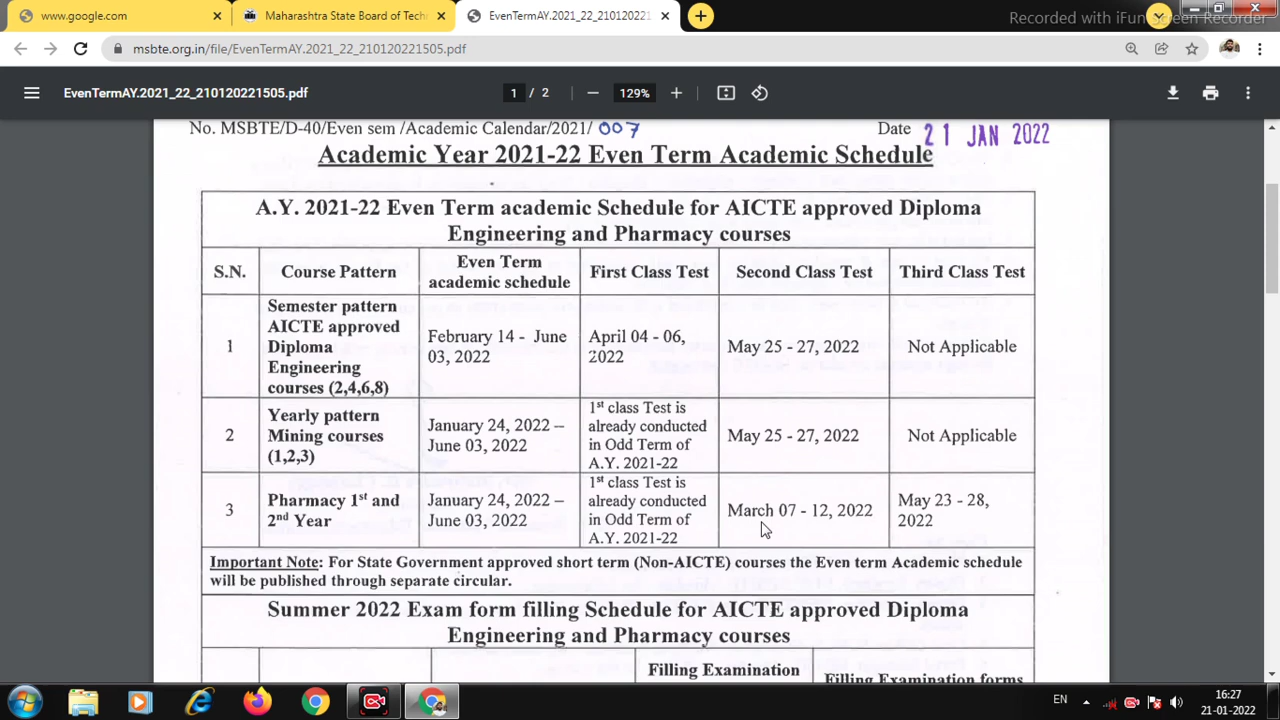 www.google.com
Maharashtra State Board of Techn
EvenTermAY.2021_22_210120221
Recorded with iFun Screen Recorder
msbte.org.in/file/EvenTermAY.2021_22_210120221505.pdf
EvenTermAY.2021_22_210120221505.pdf
1 / 2
129%
No. MSBTE/D-40/Even sem /Academic Calendar/2021/ 007
Date 21 JAN 2022
Academic Year 2021-22 Even Term Academic Schedule
A.Y. 2021-22 Even Term academic Schedule for AICTE approved Diploma
Engineering and Pharmacy courses
S.N.
Course Pattern
Even Term
academic schedule
First Class Test
Second Class Test
Third Class Test
1
Semester pattern
AICTE approved
Diploma
Engineering
courses (2,4,6,8)
February 14 - June
03, 2022
April 04 - 06,
2022
May 25 - 27, 2022
Not Applicable
2
Yearly pattern
Mining courses
(1,2,3)
January 24, 2022 –
June 03, 2022
1st class Test is
already conducted
in Odd Term of
A.Y. 2021-22
May 25 - 27, 2022
Not Applicable
3
Pharmacy 1st and
2nd Year
January 24, 2022 –
June 03, 2022
1st class Test is
already conducted
in Odd Term of
A.Y. 2021-22
March 07 - 12, 2022
May 23 - 28,
2022
Important Note: For State Government approved short term (Non-AICTE) courses the Even term Academic schedule
will be published through separate circular.
Summer 2022 Exam form filling Schedule for AICTE approved Diploma
Engineering and Pharmacy courses
Filling Examination
Filling Examination forms
EN
16:27
21-01-2022